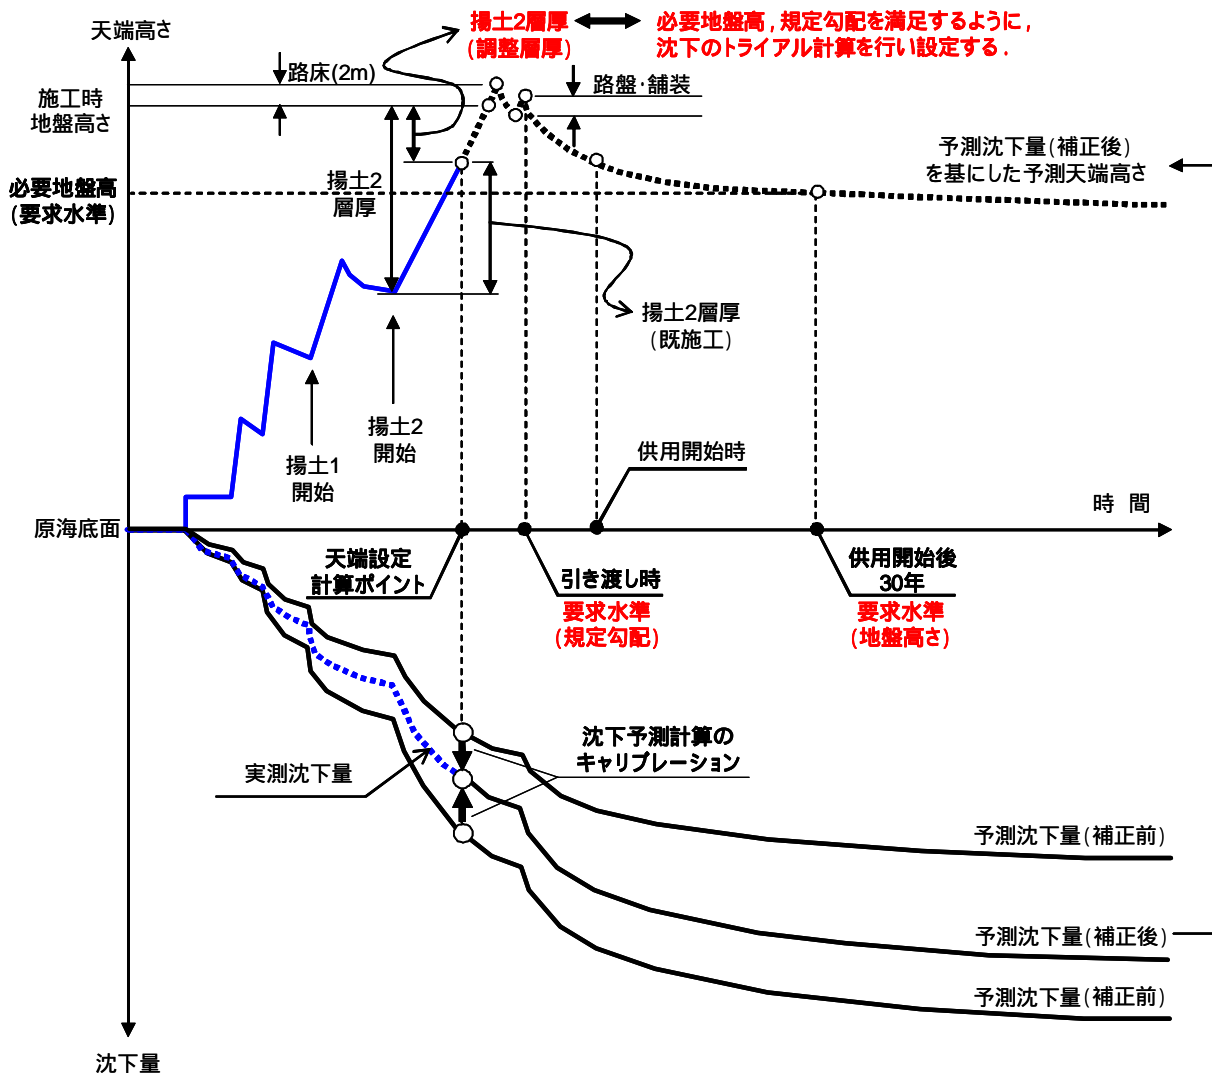 天端高さ
揚土2層厚
(調整層厚)
必要地盤高，規定勾配を満足するように，
沈下のトライアル計算を行い設定する．
路床(2m)
路盤・舗装
施工時
地盤高さ
予測沈下量(補正後)
を基にした予測天端高さ
必要地盤高
(要求水準)
揚土2
層厚
揚土2層厚
(既施工)
揚土2
開始
揚土1
開始
供用開始時
時 間
原海底面
天端設定
計算ポイント
引き渡し時
要求水準
(規定勾配)
供用開始後
30年
要求水準
(地盤高さ)
沈下予測計算の
キャリブレーション
実測沈下量
予測沈下量(補正前)
予測沈下量(補正後)
予測沈下量(補正前)
沈下量